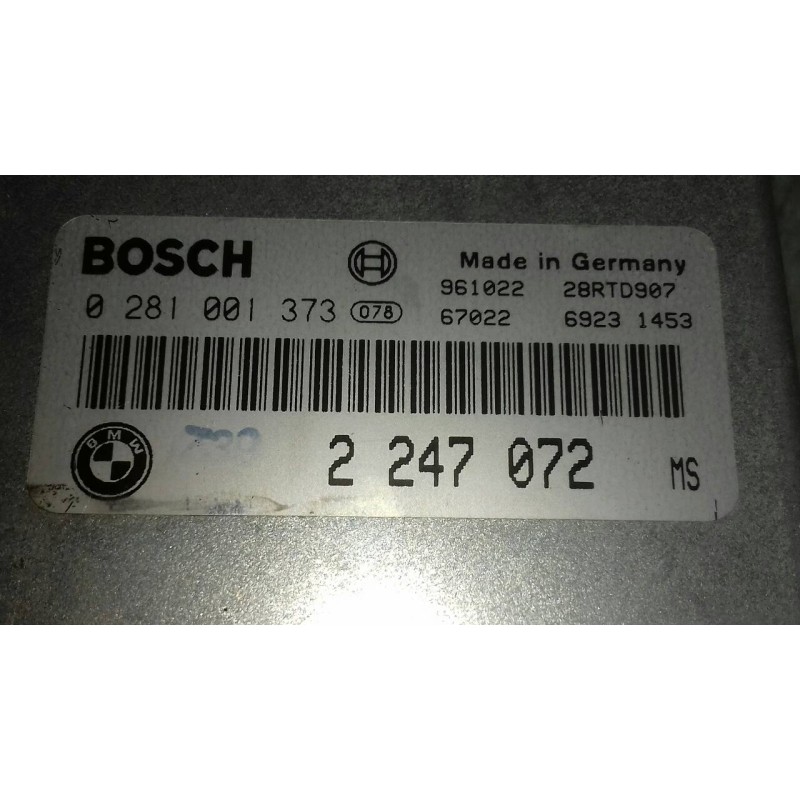 BOSCH
Made in Germany
0 281 001 373 078
961022 28RTD907
67022 6923 1453
BMW
2 247 072 MS